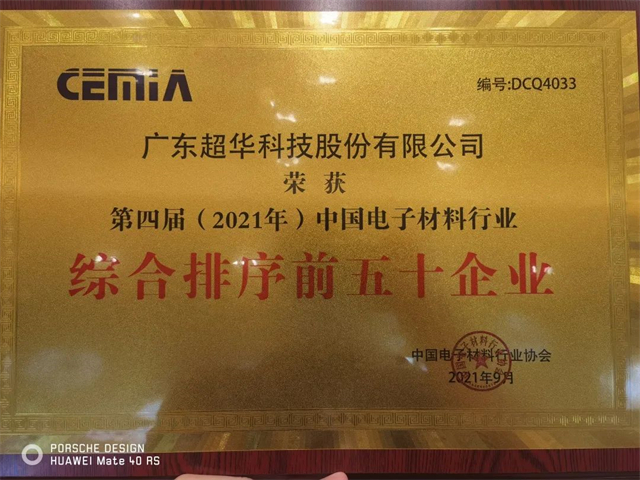 CEMIA
编号:DCQ4033
广东超华科技股份有限公司
荣获
第四届（2021年）中国电子材料行业
综合排序前五十企业
中国电子材料行业协会
2021年9月
PORSCHE DESIGN
HUAWEI Mate 40 RS